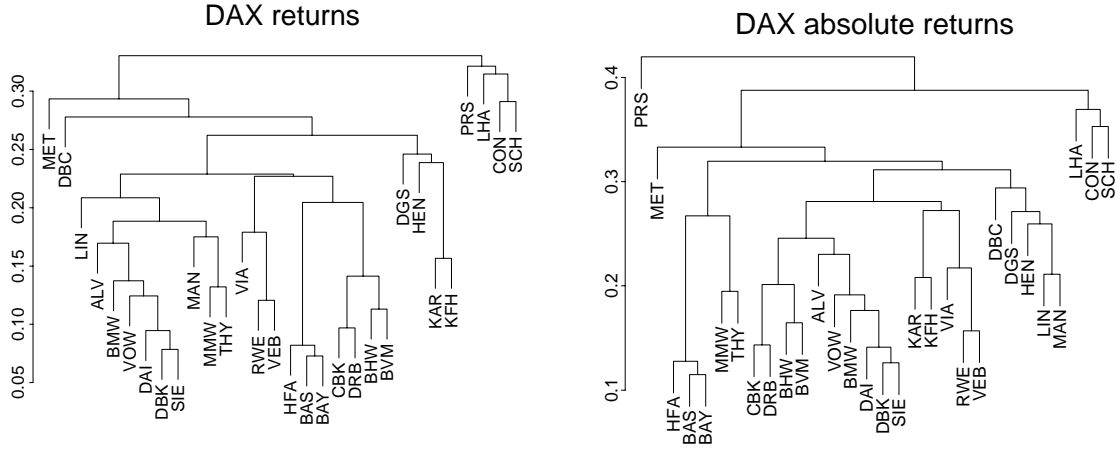 DAX returns
0.05 0.10 0.15 0.20 0.25 0.30
MET
DBC
LIN
ALV
BMW
VOW
DAI
DBK
SIE
MAN
MMW
THY
VIA
RWE
VEB
HFA
BAS
BAY
CBK
DRB
BHW
BVM
DGS
HEN
KAR
KFH
PRS
LHA
CON
SCH
DAX absolute returns
0.1 0.2 0.3 0.4
PRS
MET
HFA
BAS
BAY
MMW
THY
CBK
DRB
BHW
BVM
ALV
VOW
BMW
DAI
DBK
SIE
KAR
KFH
VIA
RWE
VEB
DBC
DGS
HEN
LIN
MAN
LHA
CON
SCH